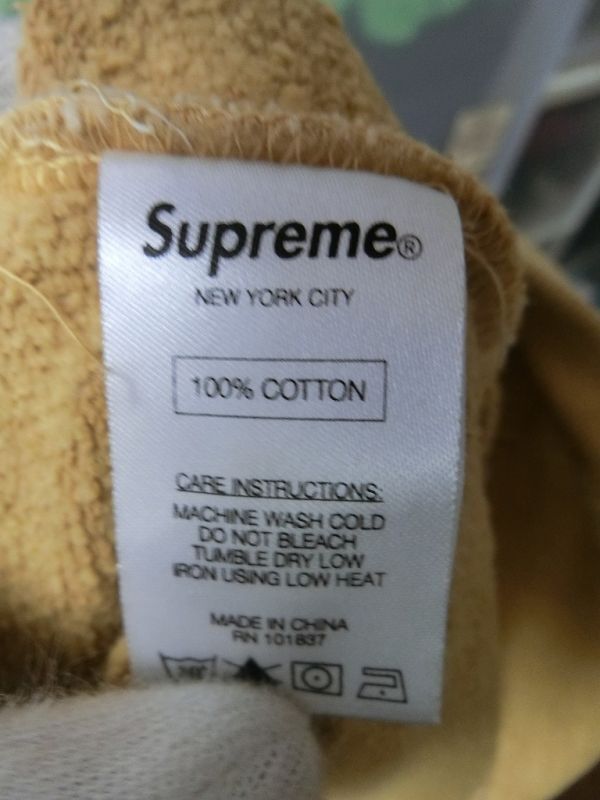 Supreme®
NEW YORK CITY
100% COTTON
CARE INSTRUCTIONS:
MACHINE WASH COLD
DO NOT BLEACH
TUMBLE DRY LOW
IRON USING LOW HEAT
MADE IN CHINA
RN 101837